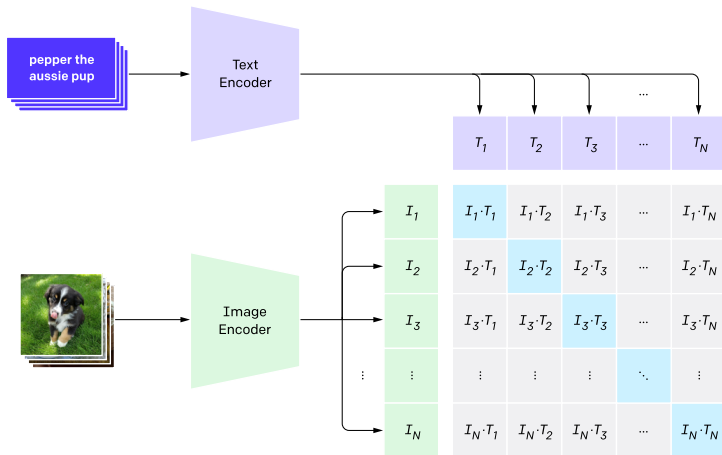 pepper the
aussie pup
Text
Encoder
...
T1 T2 T3 ... TN
I1 I1·T1 I1·T2 I1·T3 ... I1·TN
I2 I2·T1 I2·T2 I2·T3 ... I2·TN
Image
Encoder
I3 I3·T1 I3·T2 I3·T3 ... I3·TN
⋮ ⋮ ⋮ ⋮ ⋮ ⋱ ⋮
IN IN·T1 IN·T2 IN·T3 ... IN·TN